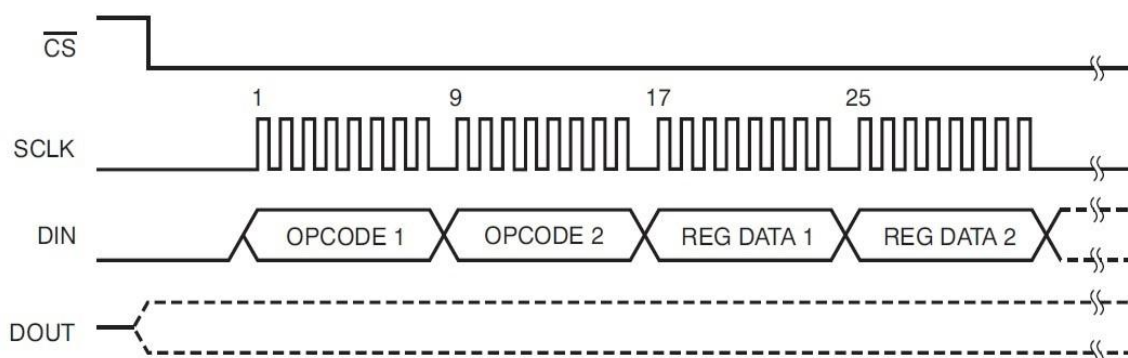 CS
1 9 17 25
SCLK
DIN OPCODE 1 OPCODE 2 REG DATA 1 REG DATA 2
DOUT